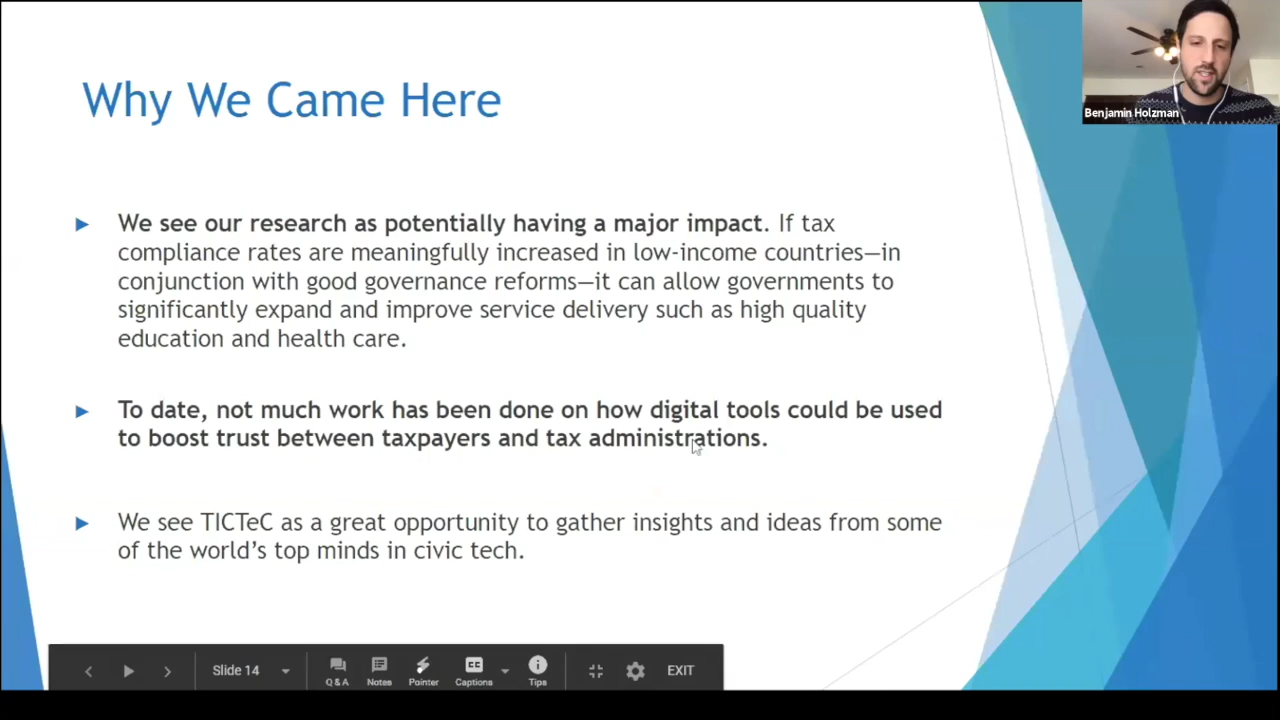 Why We Came Here
Benjamin Holzman
We see our research as potentially having a major impact. If tax
compliance rates are meaningfully increased in low-income countries—in
conjunction with good governance reforms—it can allow governments to
significantly expand and improve service delivery such as high quality
education and health care.
To date, not much work has been done on how digital tools could be used
to boost trust between taxpayers and tax administrations.
We see TICTeC as a great opportunity to gather insights and ideas from some
of the world's top minds in civic tech.
Slide 14
Q & A
Notes
Pointer
CC
Captions
Tips
EXIT